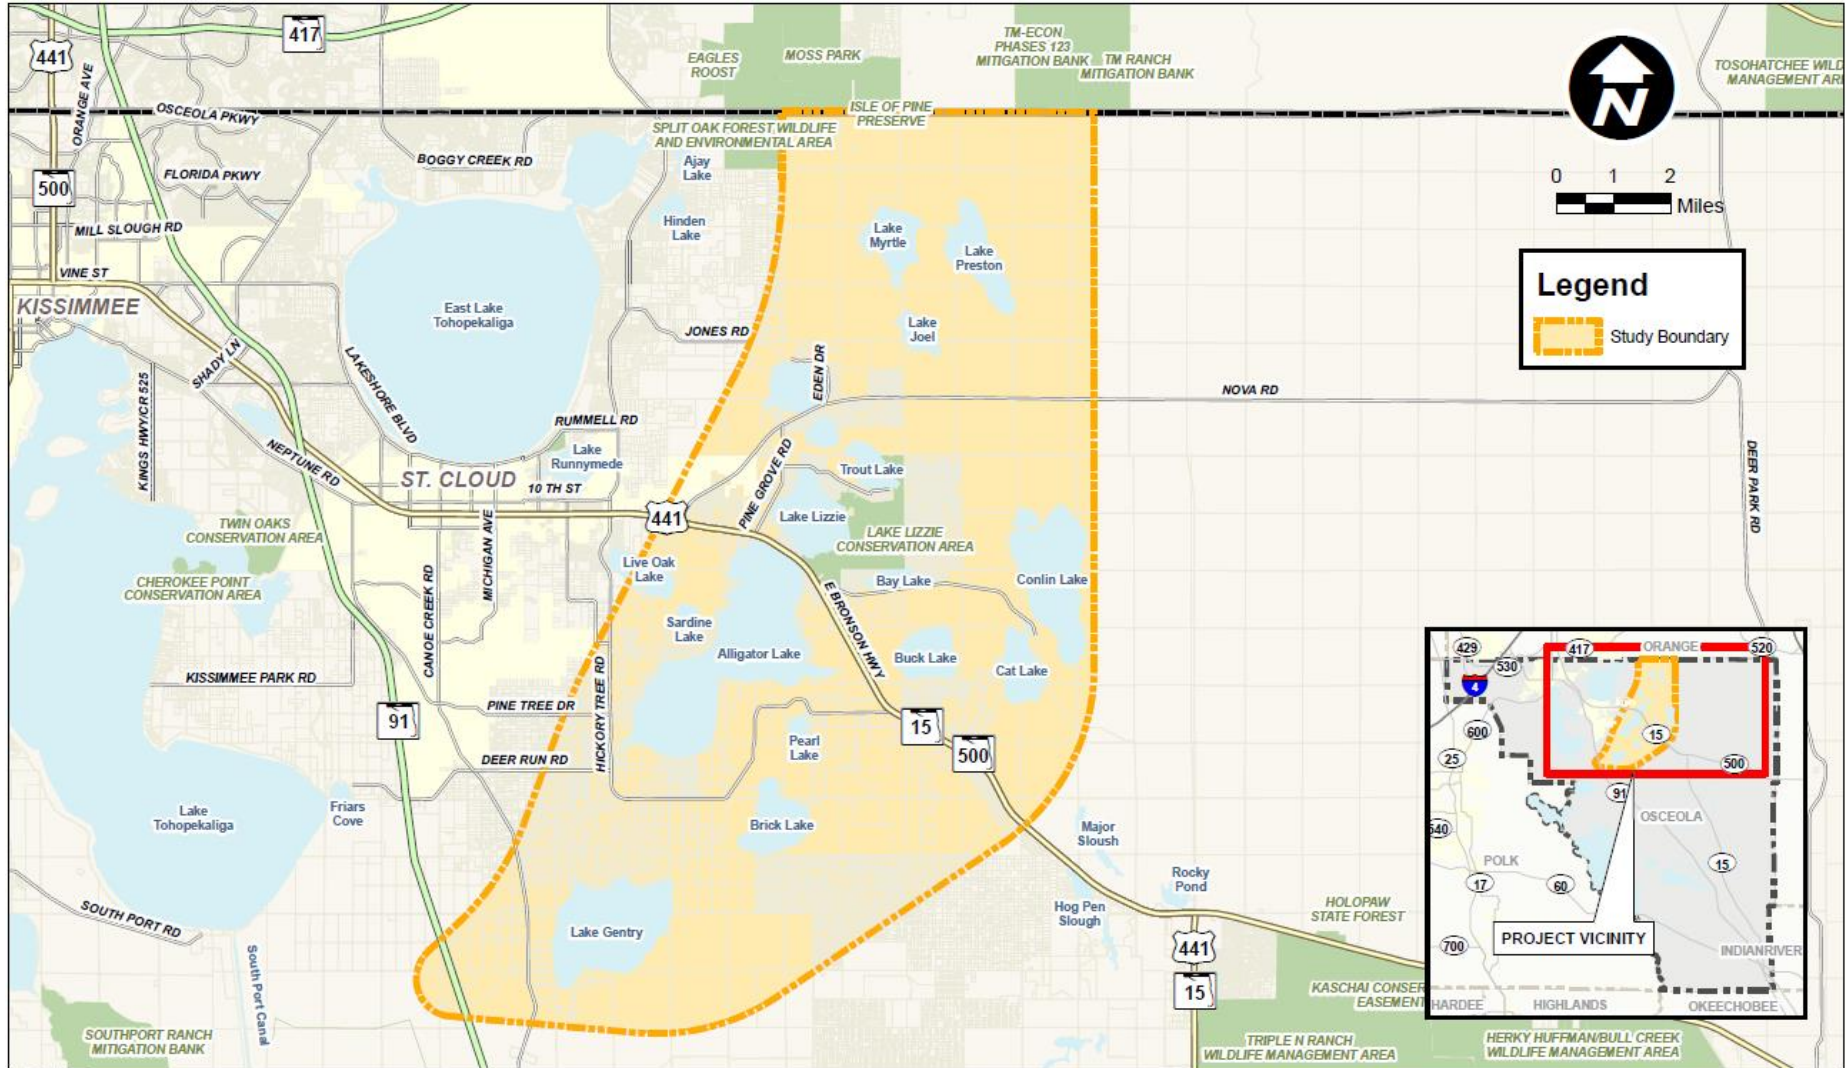 417
441
ORANGE AVE
EAGLES
ROOST
MOSS PARK
TM-ECON
PHASES 123
MITIGATION BANK
TM RANCH
MITIGATION BANK
N
OSCEOLA PKWY
ISLE OF PINE
PRESERVE
SPLIT OAK FOREST WILDLIFE
AND ENVIRONMENTAL AREA
BOGGY CREEK RD
Ajay
Lake
500
FLORIDA PKWY
0 1 2
Miles
MILL SLOUGH RD
Hinden
Lake
Lake
Myrtle
Lake
Preston
VINE ST
KISSIMMEE
East Lake
Tohopekaliga
JONES RD
Lake
Joel
Legend
Study Boundary
SHADY LN
LAKESHORE BLVD
KINGS HWY/CR 525
EDEN DR
NOVA RD
RUMMELL RD
NEPTUNE RD
Lake
Runnymede
ST. CLOUD
10 TH ST
PINE GROVE RD
Trout Lake
DEER PARK RD
441
Lake Lizzie
TWIN OAKS
CONSERVATION AREA
LAKE LIZZIE
CONSERVATION AREA
MICHIGAN AVE
CANOE CREEK RD
Live Oak
Lake
CHEROKEE POINT
CONSERVATION AREA
Bay Lake
Conlin Lake
E BRONSON HWY
Sardine
Lake
Alligator Lake
Buck Lake
Cat Lake
KISSIMMEE PARK RD
HICKORY TREE RD
PINE TREE DR
91
15
500
Pearl
Lake
DEER RUN RD
Lake
Tohopekaliga
Friars
Cove
Brick Lake
Major
Sloush
Rocky
Pond
Hog Pen
Slough
HOLOPAW
STATE FOREST
SOUTH PORT RD
Lake Gentry
South Port Canal
441
15
KASCHAI CONSER
EASEMENT
SOUTHPORT RANCH
MITIGATION BANK
TRIPLE N RANCH
WILDLIFE MANAGEMENT AREA
HERKY HUFFMAN/BULL CREEK
WILDLIFE MANAGEMENT AREA
TOSOHATCHEE WILD
MANAGEMENT AR
429
417
ORANGE
520
530
4
600
15
25
500
91
OSCEOLA
540
POLK
15
17
60
PROJECT VICINITY
700
INDIANRIVER
HARDEE
HIGHLANDS
OKEECHOBEE